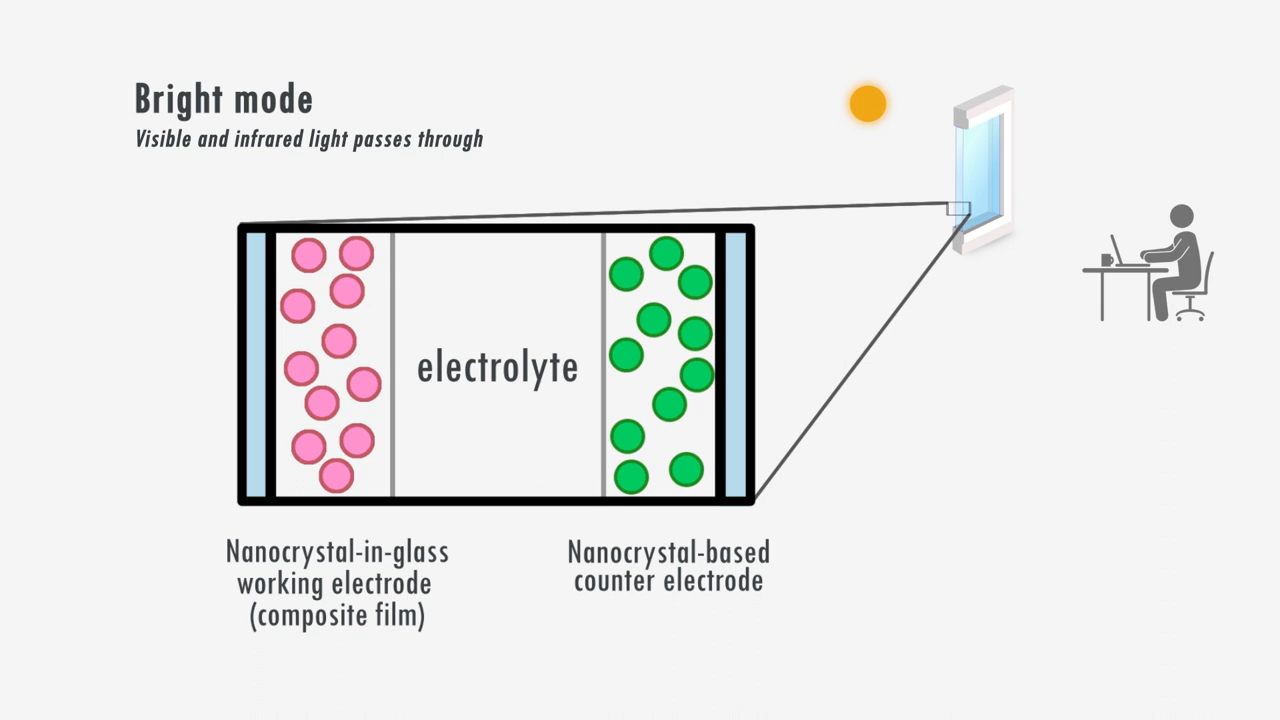 Bright mode
Visible and infrared light passes through
electrolyte
Nanocrystal-in-glass
working electrode
(composite film)
Nanocrystal-based
counter electrode